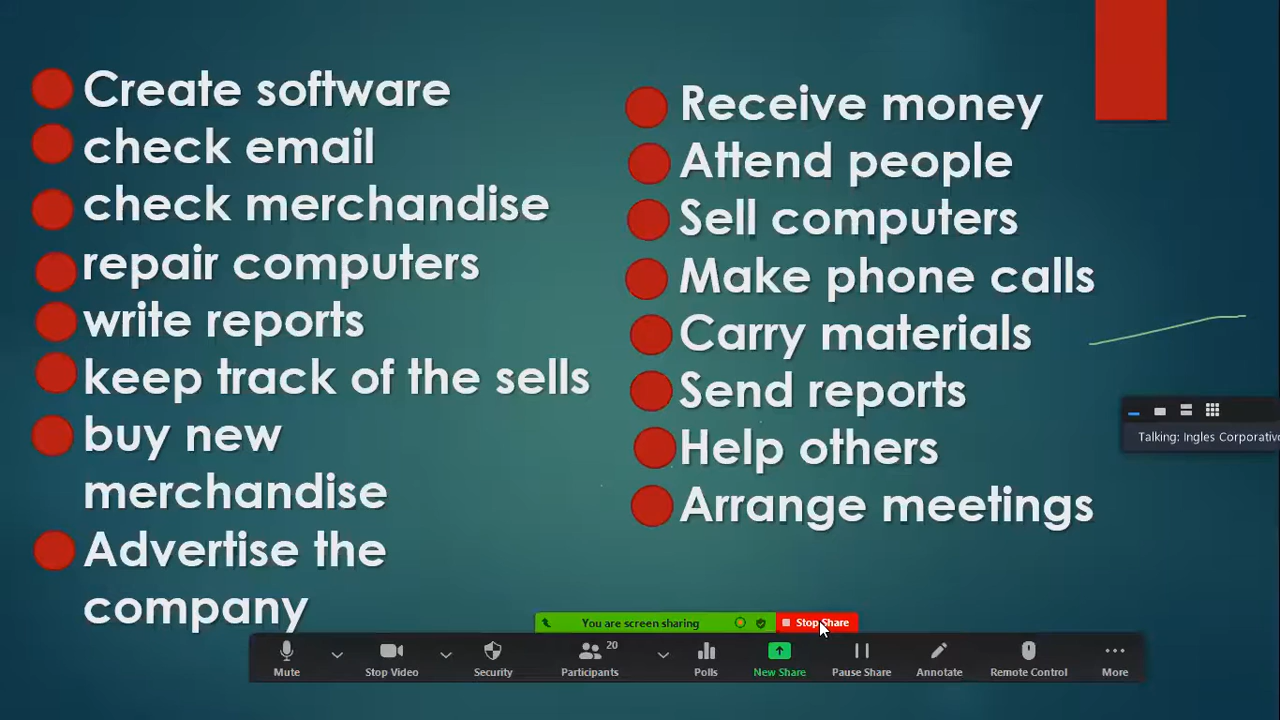 Create software
check email
check merchandise
repair computers
write reports
keep track of the sells
buy new
merchandise
Advertise the
company
Receive money
Attend people
Sell computers
Make phone calls
Carry materials
Send reports
Help others
Arrange meetings
Talking: Ingles Corporativo
You are screen sharing
Stop Share
Mute
Stop Video
Security
Participants
20
Polls
New Share
Pause Share
Annotate
Remote Control
More